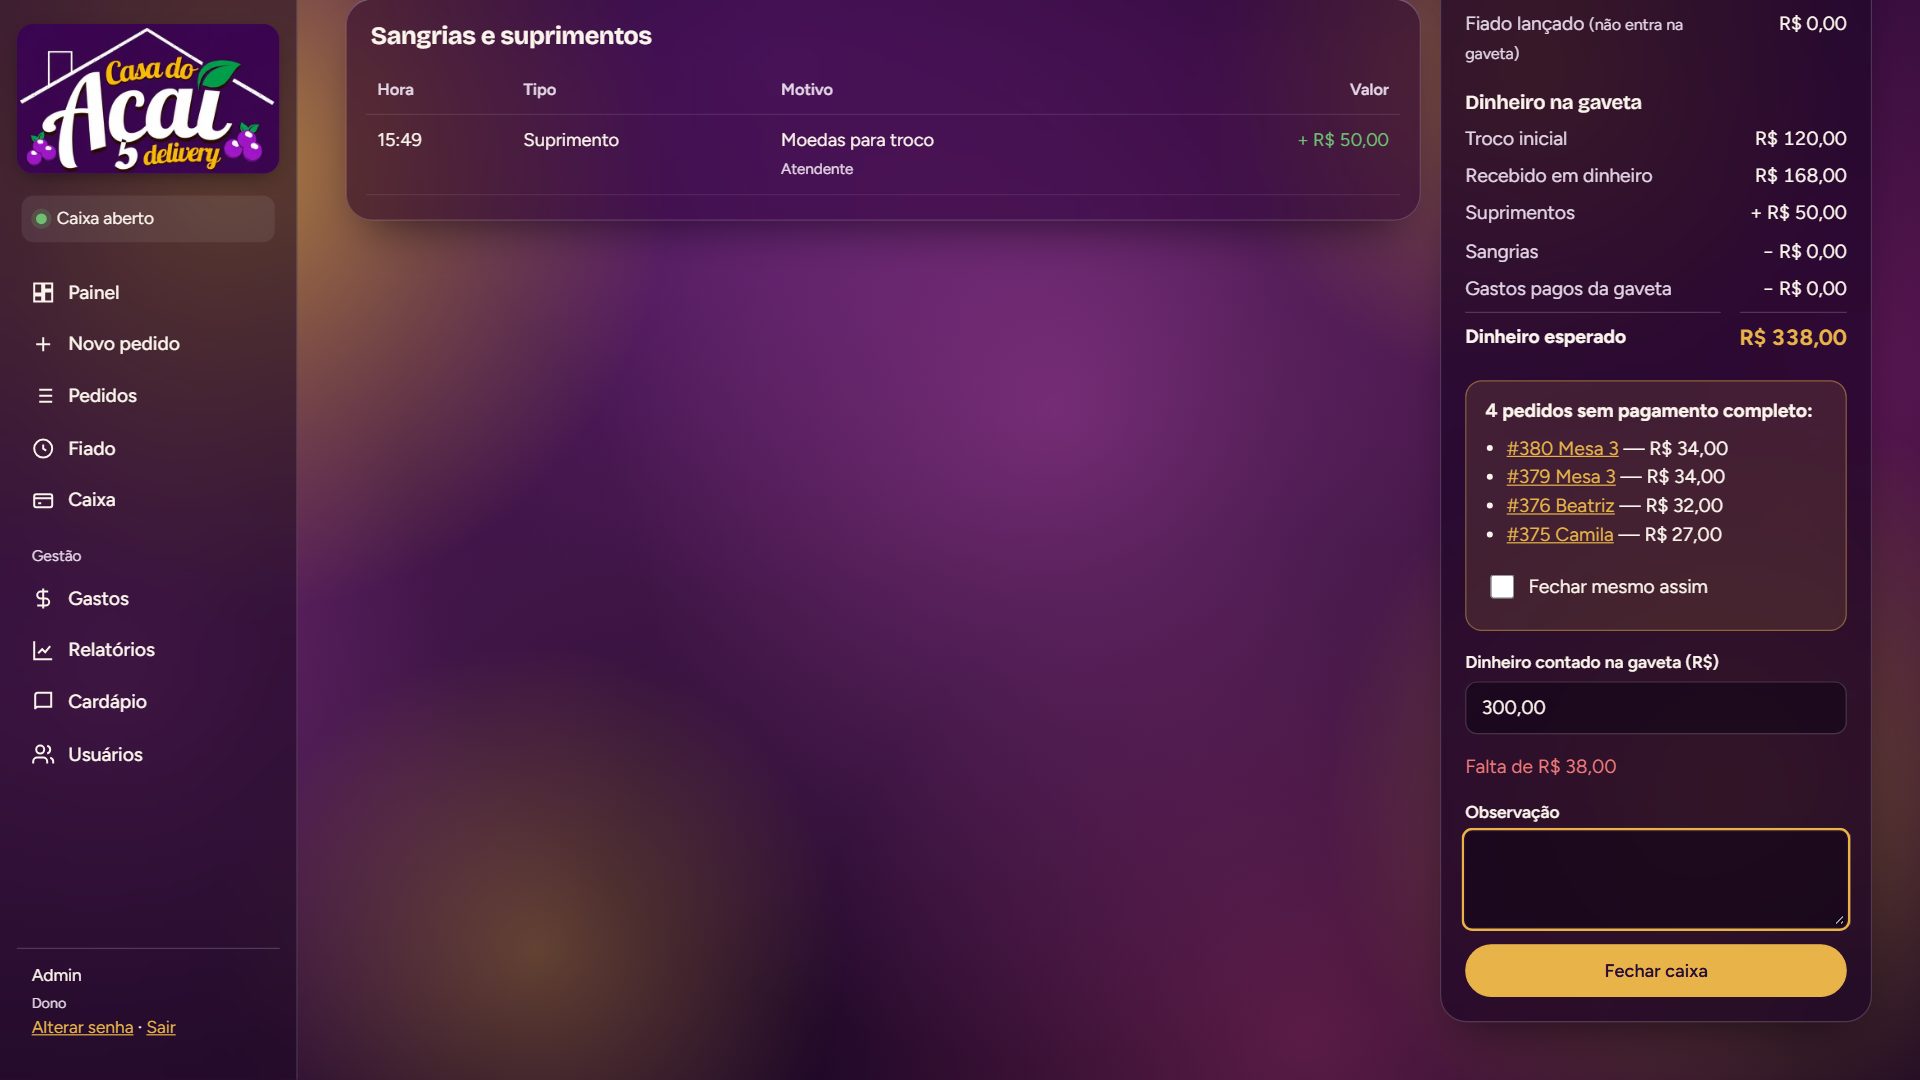 Casa do
Açaí
5 delivery
Caixa aberto
Painel
Novo pedido
Pedidos
Fiado
Caixa
Gestão
Gastos
Relatórios
Cardápio
Usuários
Admin
Dono
Alterar senha · Sair
Sangrias e suprimentos
Hora Tipo Motivo Valor
15:49 Suprimento Moedas para troco + R$ 50,00
Atendente
Fiado lançado (não entra na R$ 0,00
gaveta)
Dinheiro na gaveta
Troco inicial R$ 120,00
Recebido em dinheiro R$ 168,00
Suprimentos + R$ 50,00
Sangrias − R$ 0,00
Gastos pagos da gaveta − R$ 0,00
Dinheiro esperado R$ 338,00
4 pedidos sem pagamento completo:
• #380 Mesa 3 — R$ 34,00
• #379 Mesa 3 — R$ 34,00
• #376 Beatriz — R$ 32,00
• #375 Camila — R$ 27,00
Fechar mesmo assim
Dinheiro contado na gaveta (R$)
300,00
Falta de R$ 38,00
Observação
Fechar caixa